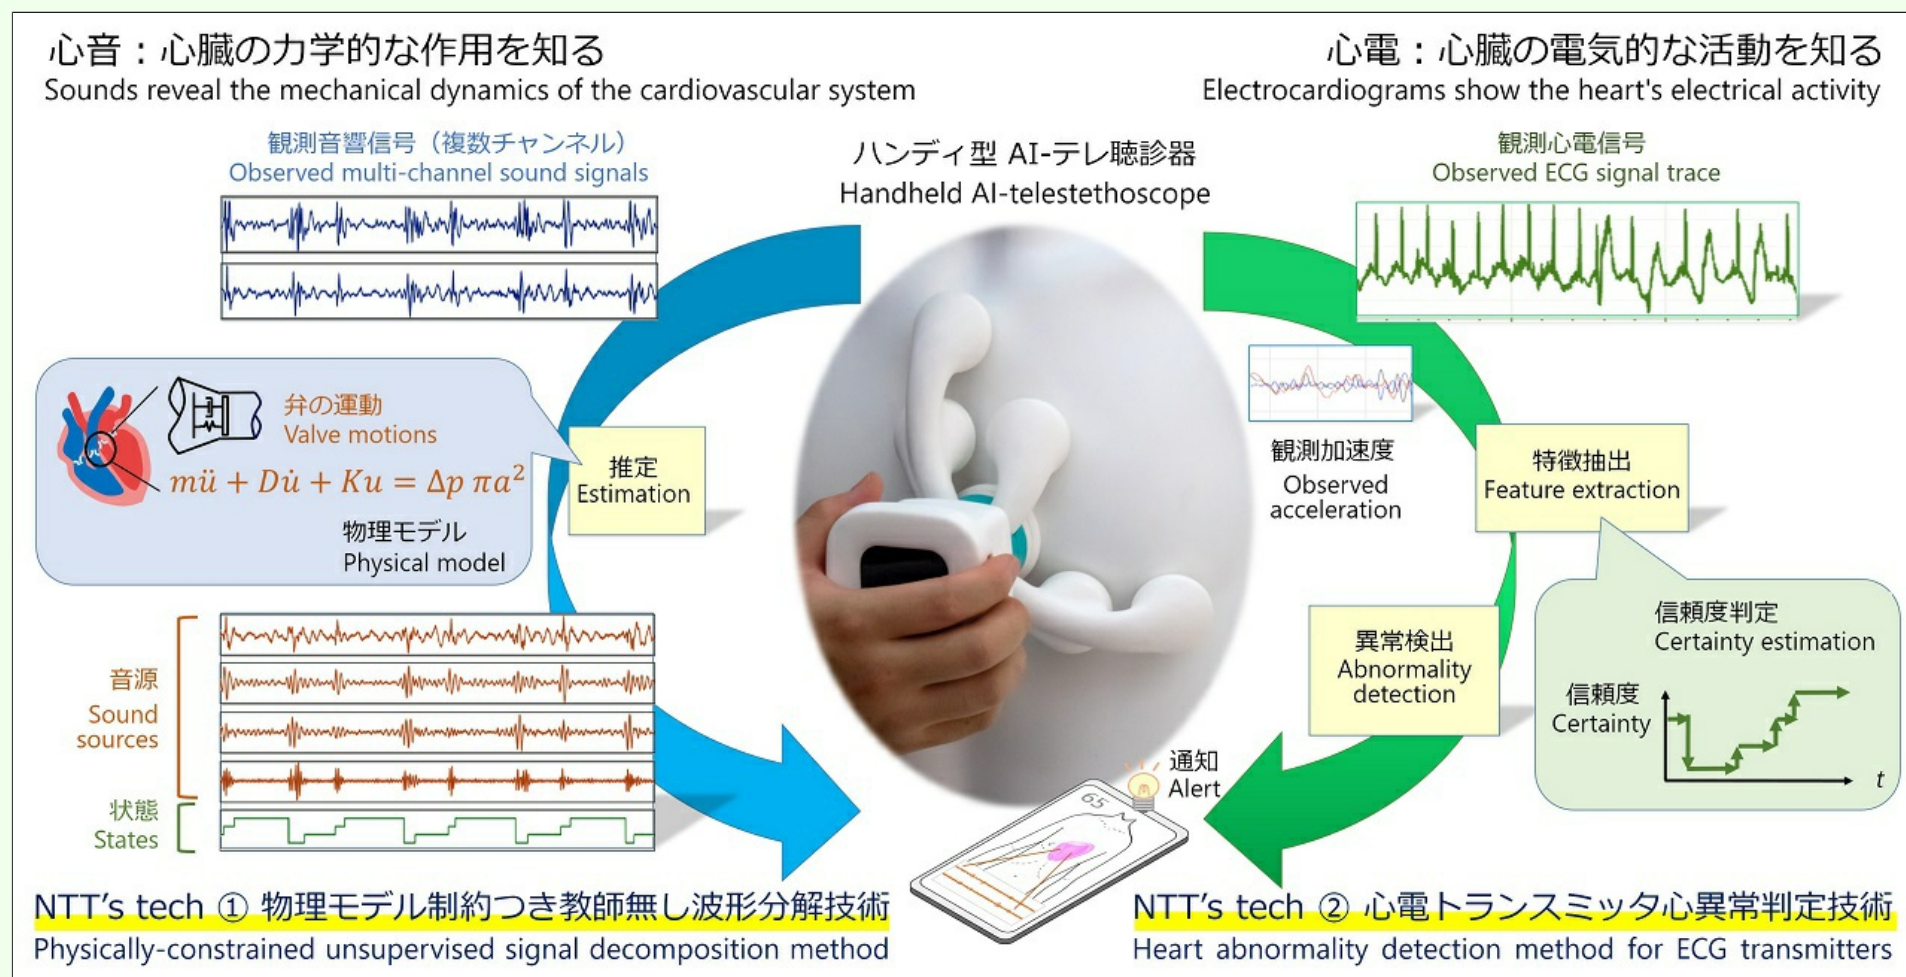 心音：心臓の力学的な作用を知る
Sounds reveal the mechanical dynamics of the cardiovascular system
心電：心臓の電気的な活動を知る
Electrocardiograms show the heart's electrical activity
観測音響信号（複数チャンネル）
Observed multi-channel sound signals
ハンディ型 AI-テレ聴診器
Handheld AI-telestethoscope
観測心電信号
Observed ECG signal trace
弁の運動
Valve motions
mü + Du̇ + Ku = Δp πa²
物理モデル
Physical model
推定
Estimation
観測加速度
Observed
acceleration
特徴抽出
Feature extraction
信頼度判定
Certainty estimation
信頼度
Certainty
t
異常検出
Abnormality
detection
音源
Sound
sources
状態
States
通知
Alert
65
NTT's tech ① 物理モデル制約つき教師無し波形分解技術
Physically-constrained unsupervised signal decomposition method
NTT's tech ② 心電トランスミッタ心異常判定技術
Heart abnormality detection method for ECG transmitters